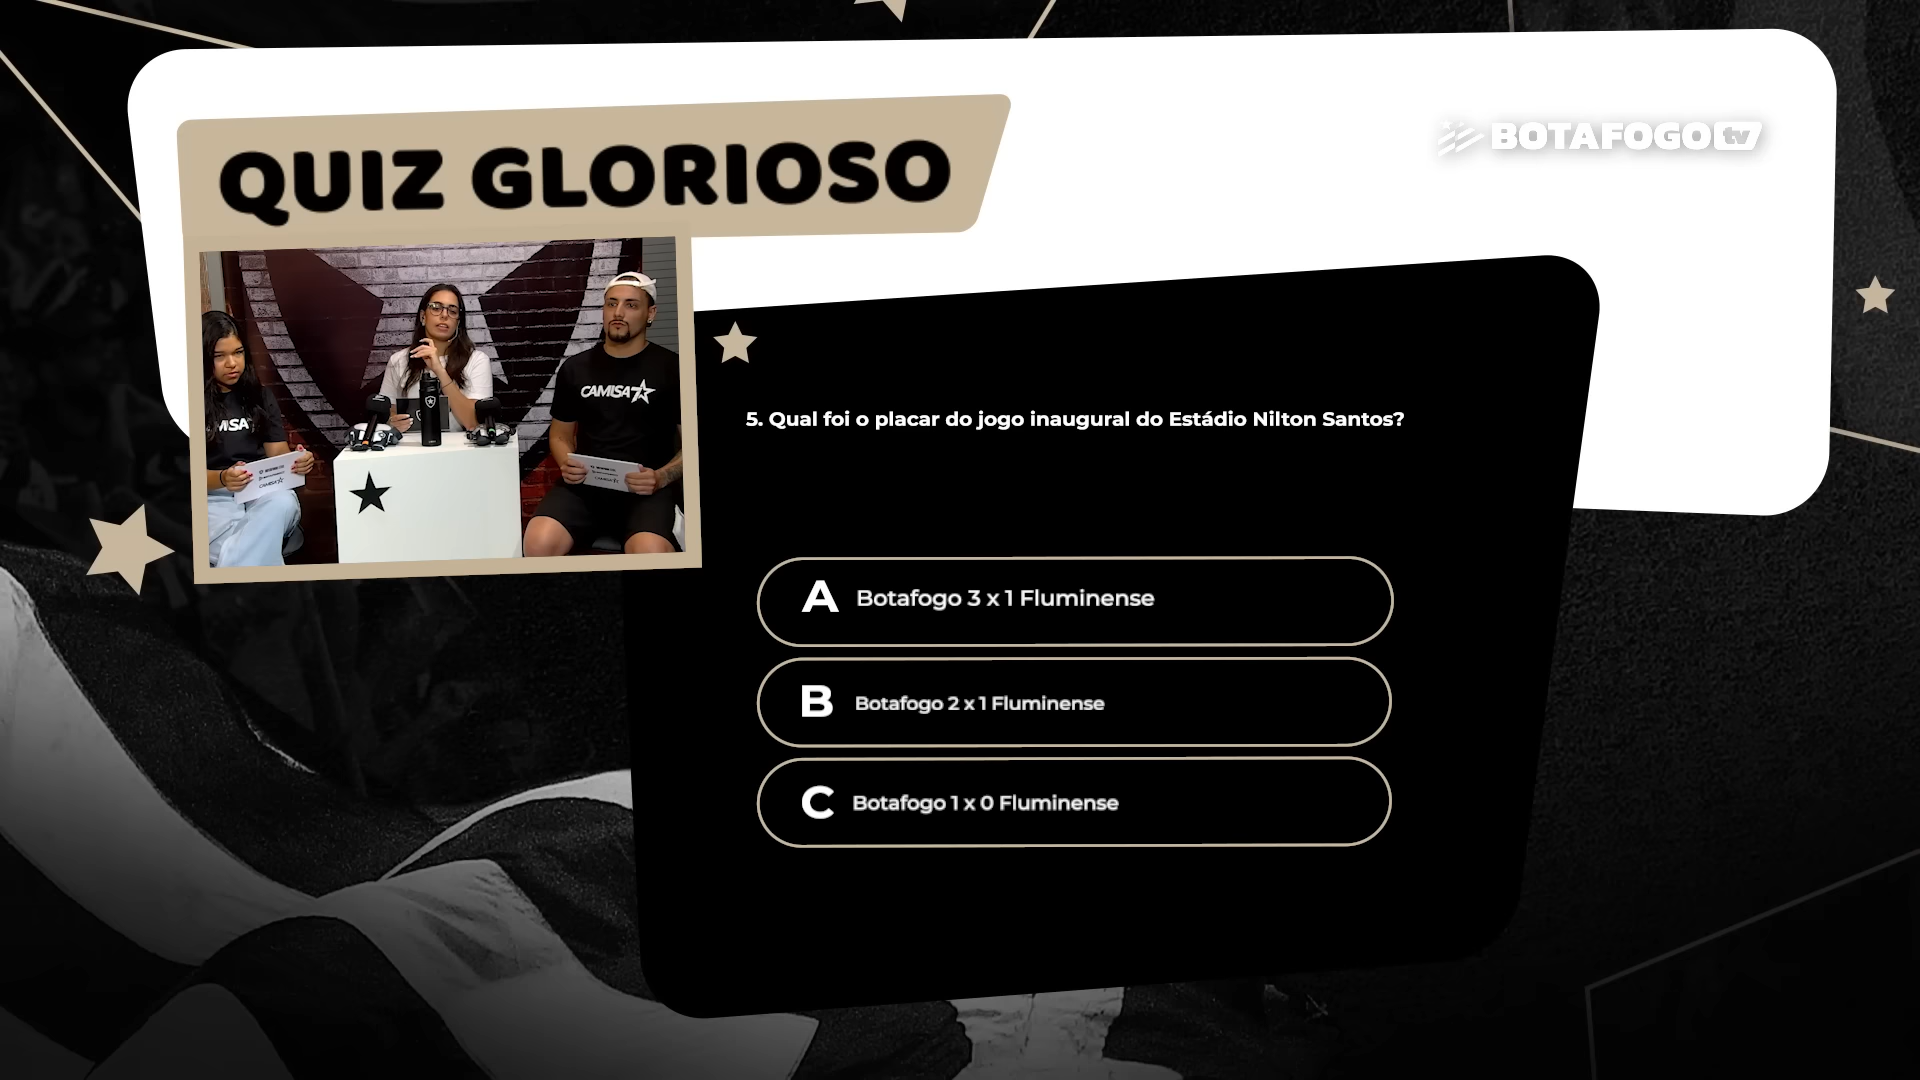 QUIZ GLORIOSO
BOTAFOGO tv
CAMISA 7
5. Qual foi o placar do jogo inaugural do Estádio Nilton Santos?
A Botafogo 3 x 1 Fluminense
B Botafogo 2 x 1 Fluminense
C Botafogo 1 x 0 Fluminense